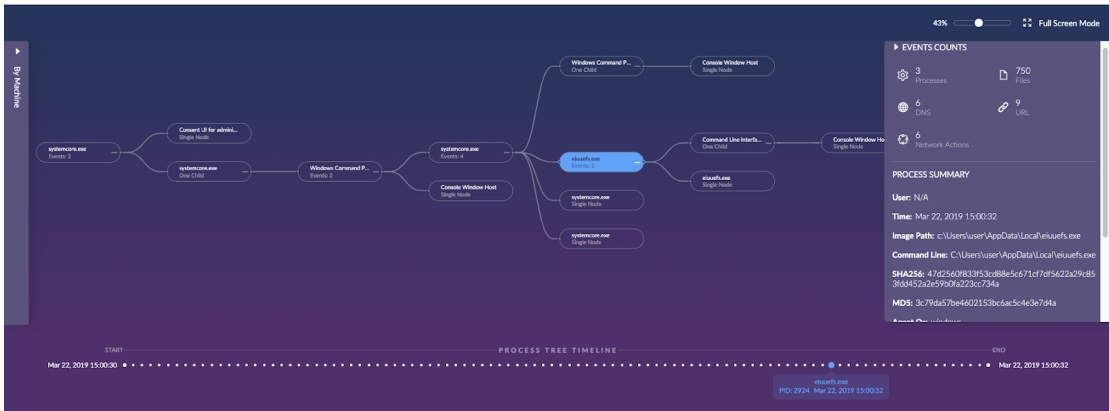 43%
Full Screen Mode
By Machine
EVENTS COUNTS
3
Processes
750
Files
6
DNS
9
URL
6
Network Actions
PROCESS SUMMARY
User: N/A
Time: Mar 22, 2019 15:00:32
Image Path: c:\Users\user\AppData\Local\eiuuefs.exe
Command Line: C:\Users\user\AppData\Local\eiuuefs.exe
SHA256: 47d2560f833f53cd88e5c671cf7df5622a29c85
3fdd452a2e59b0fa223cc734a
MD5: 3c79da57be4602153bc6ac5c4e3e7d4a
Agent Os: windows
systemcore.exe
Events: 2
Consent UI for admini...
Single Node
systemcore.exe
One Child
Windows Command P...
Events: 2
systemcore.exe
Events: 4
Console Window Host
Single Node
Windows Command P...
One Child
Console Window Host
Single Node
eiuuefs.exe
Events: 2
Command Line Interfa...
One Child
Console Window Ho
Single Node
eiuuefs.exe
Single Node
systemcore.exe
Single Node
systemcore.exe
Single Node
START
PROCESS TREE TIMELINE
END
Mar 22, 2019 15:00:30
Mar 22, 2019 15:00:32
eiuuefs.exe
PID: 2924 Mar 22, 2019 15:00:32